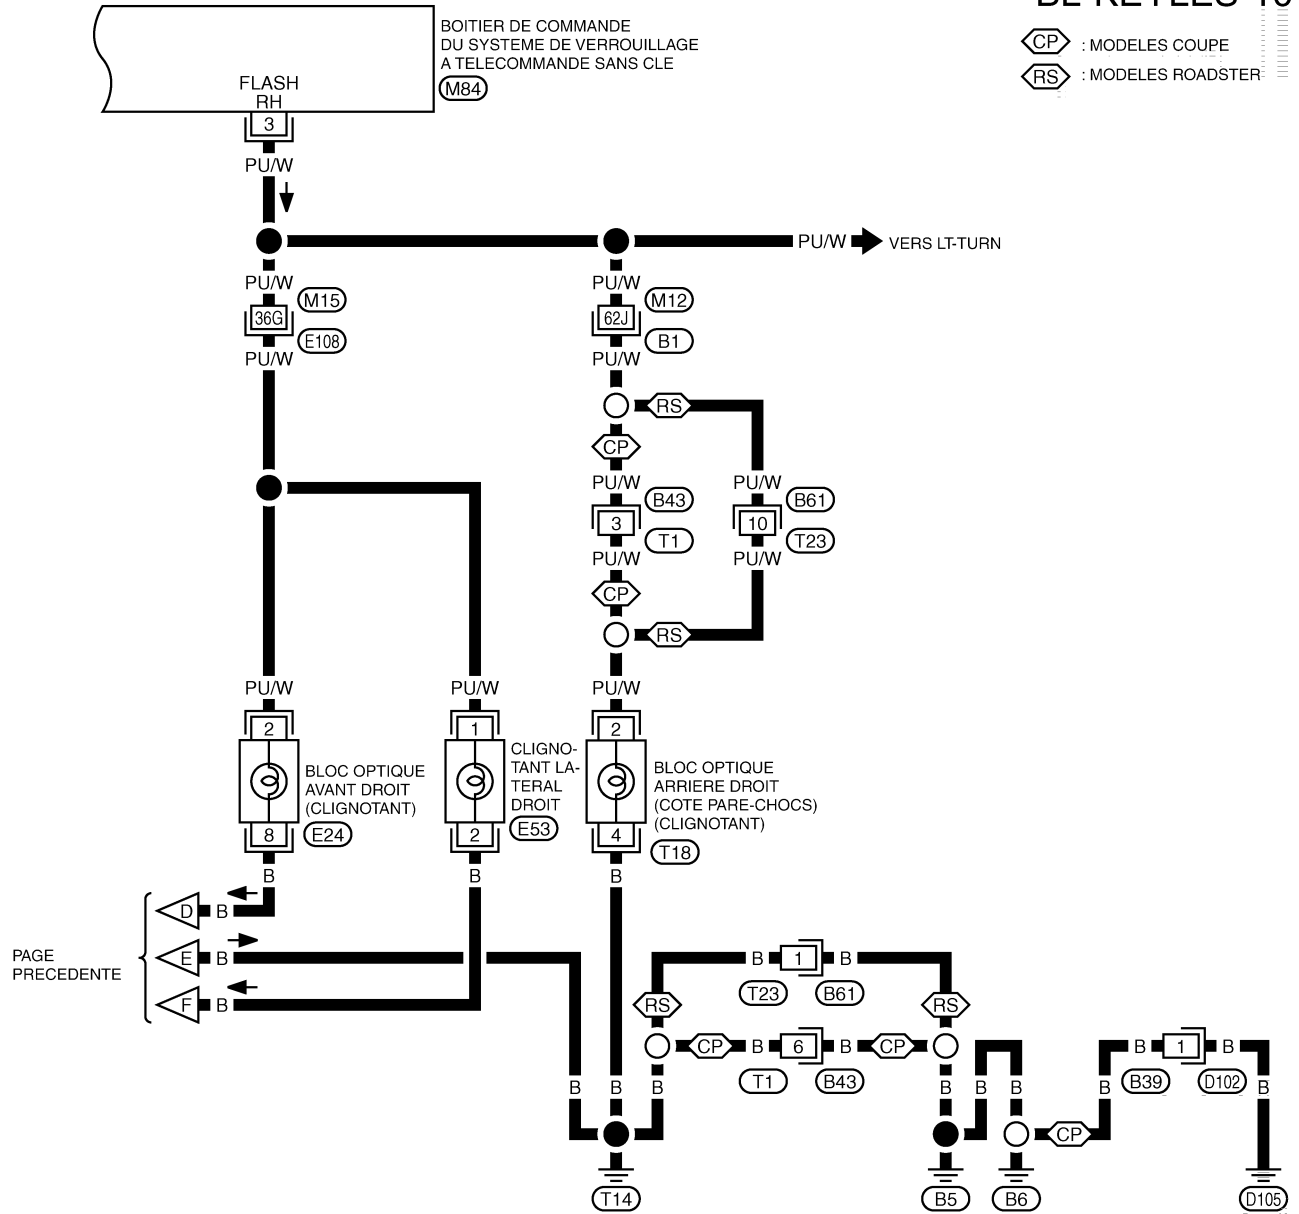 CP : MODELES COUPE
RS : MODELES ROADSTER
BOITIER DE COMMANDE
DU SYSTEME DE VERROUILLAGE
A TELECOMMANDE SANS CLE
M84
FLASH
RH
3
PU/W
PU/W VERS LT-TURN
PU/W PU/W
M15 M12
36G 62J
E108 B1
PU/W PU/W
RS
CP
PU/W PU/W
B43 B61
3 10
T1 T23
PU/W PU/W
CP
RS
PU/W PU/W PU/W
2 1 2
BLOC OPTIQUE
AVANT DROIT
(CLIGNOTANT)
E24
CLIGNO-
TANT LA-
TERAL
DROIT
E53
BLOC OPTIQUE
ARRIERE DROIT
(COTE PARE-CHOCS)
(CLIGNOTANT)
T18
8 2 4
B B B
D B
PAGE
PRECEDENTE
E B
F B
B 1 B
T23 B61
RS RS
CP B 6 B CP
T1 B43
B 1 B
B39 D102
B B B B B B B B
CP
T14 B5 B6 D105